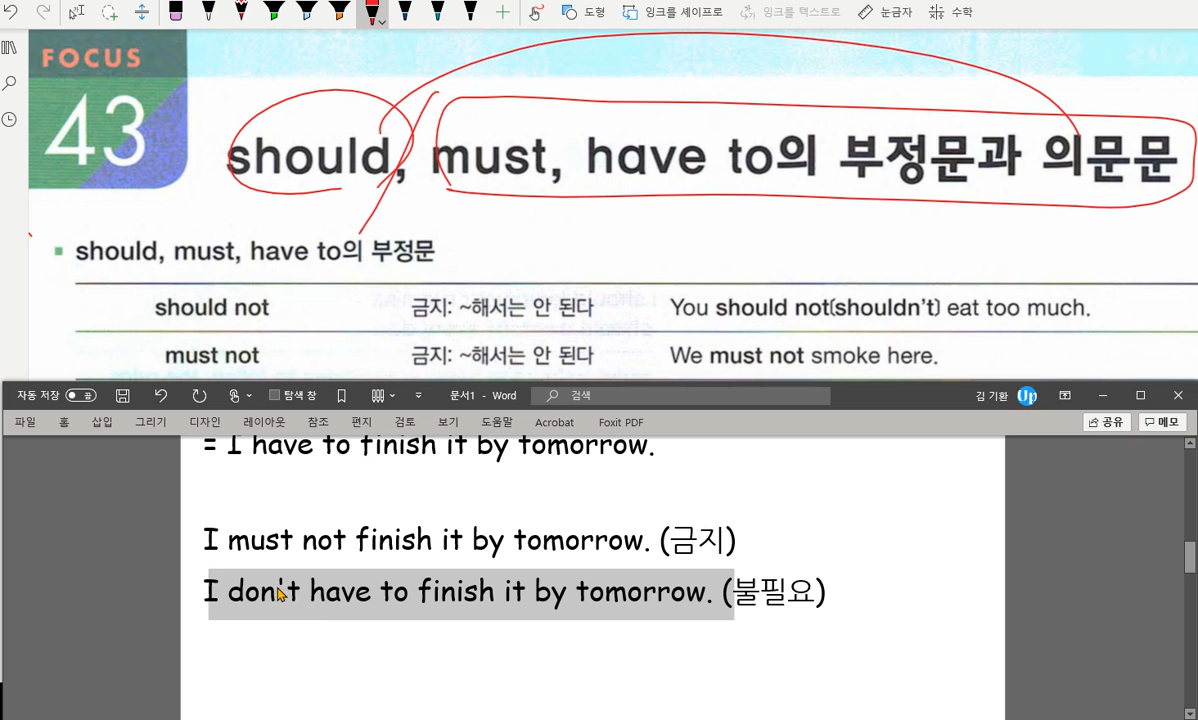 도형 잉크를 셰이프로 잉크를 텍스트로 눈금자 수학
FOCUS
43
should, must, have to의 부정문과 의문문
should, must, have to의 부정문
should not 금지: ~해서는 안 된다 You should not(shouldn't) eat too much.
must not 금지: ~해서는 안 된다 We must not smoke here.
자동 저장 끔 탐색 창 문서1 - Word 검색 김 기환 Up
파일 홈 삽입 그리기 디자인 레이아웃 참조 편지 검토 보기 도움말 Acrobat Foxit PDF 공유 메모
= I have to finish it by tomorrow.
I must not finish it by tomorrow. (금지)
I don't have to finish it by tomorrow. (불필요)